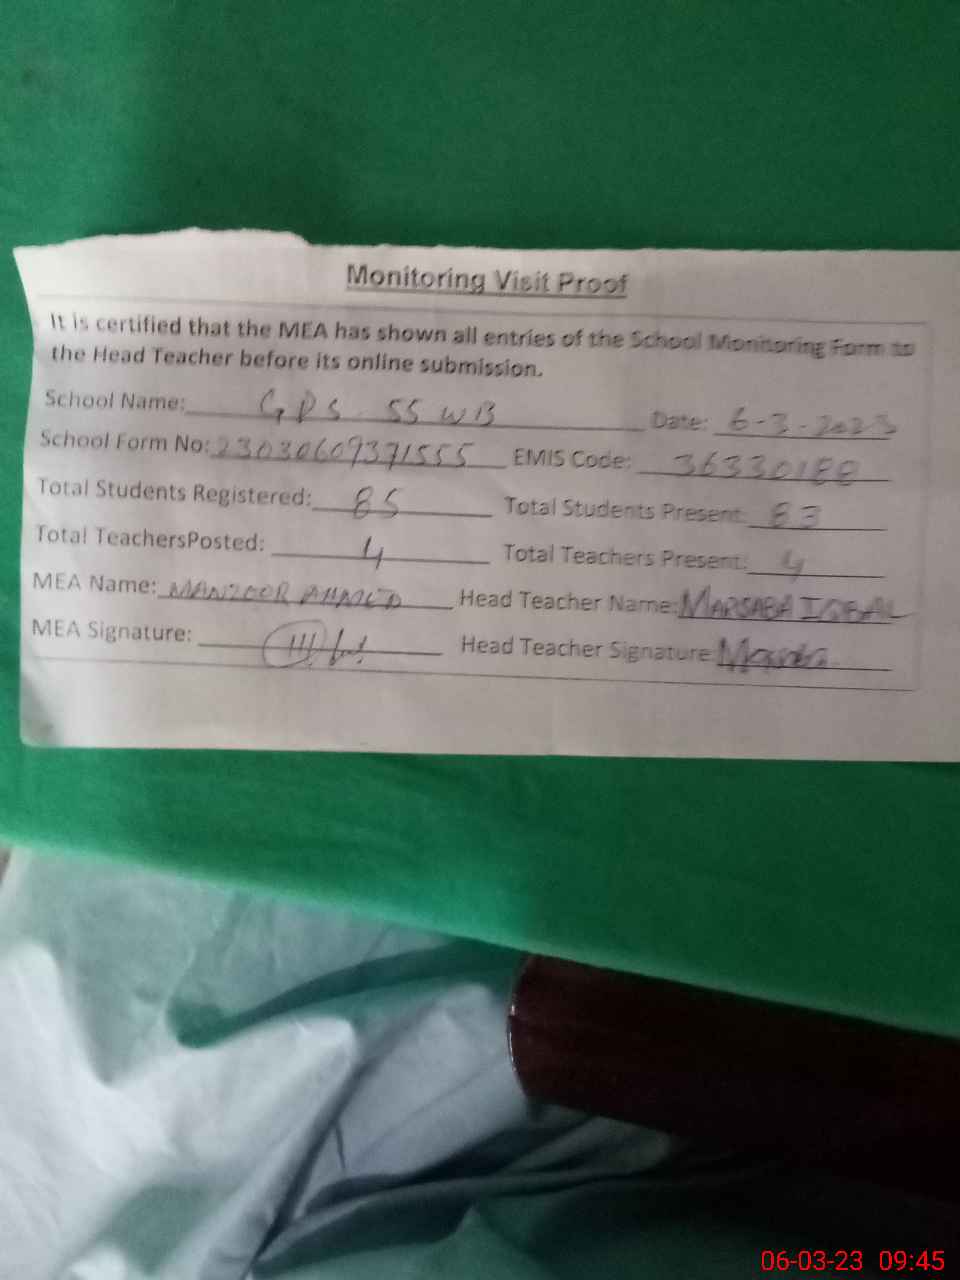 Monitoring Visit Proof
It is certified that the MEA has shown all entries of the School Monitoring Form to
the Head Teacher before its online submission.
School Name: GPS 55 WB Date: 6-3-2023
School Form No: 23030609371555 EMIS Code: 36330188
Total Students Registered: 85 Total Students Present: 83
Total TeachersPosted: 4 Total Teachers Present: 4
MEA Name: MANZOOR AHMED Head Teacher Name: MARSABA IQBAL
MEA Signature: Head Teacher Signature:
06-03-23 09:45